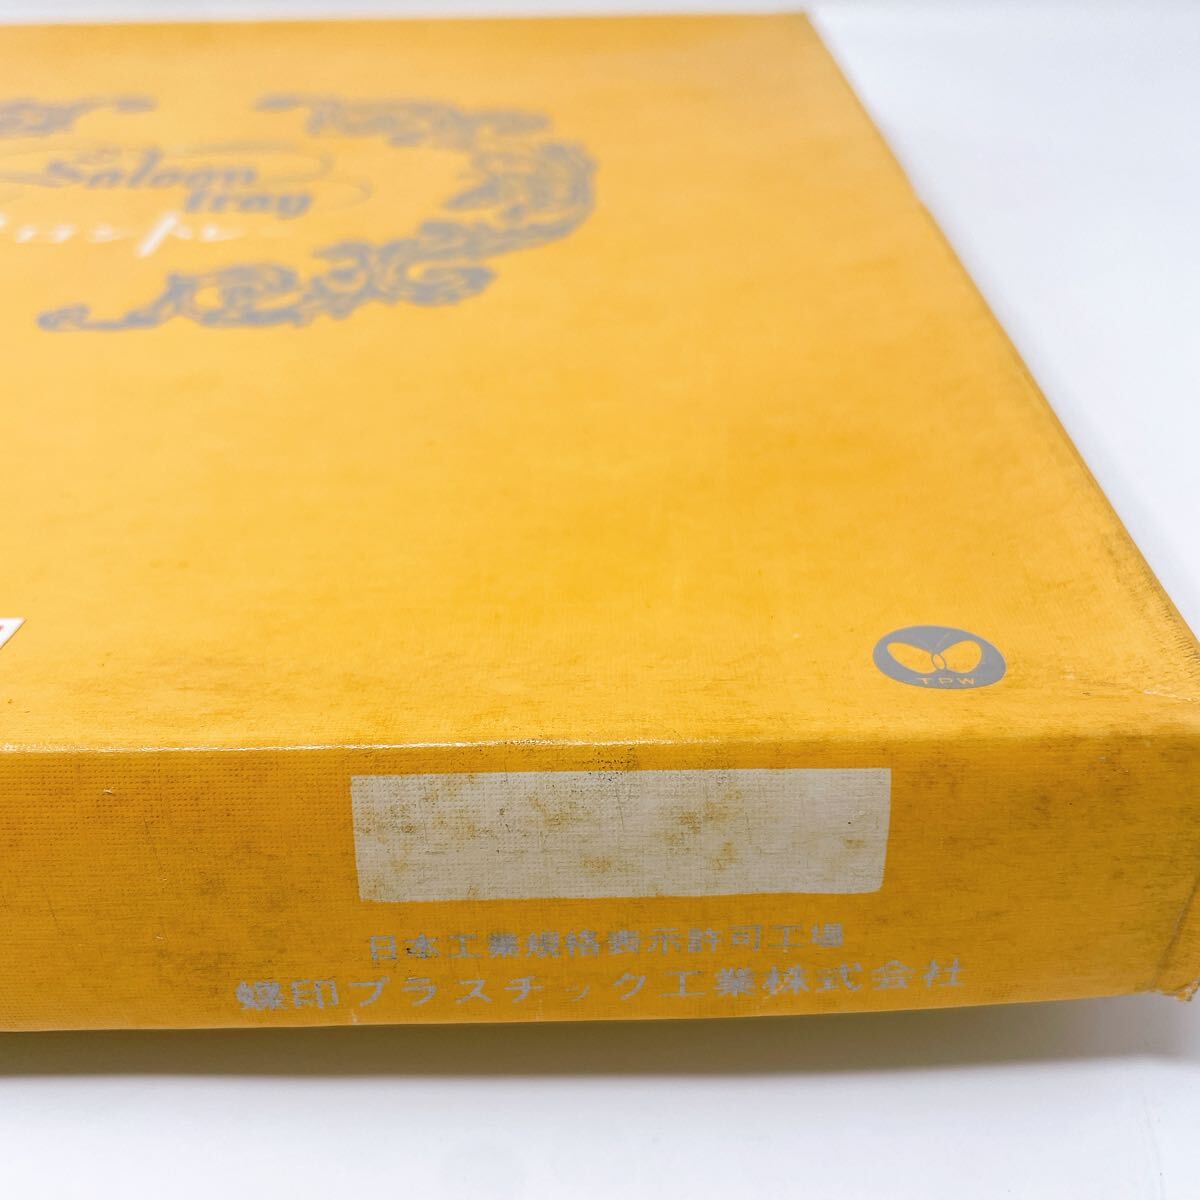 Saloon
tray
TPW
日本工業規格表示許可工場
蝶印プラスチック工業株式会社